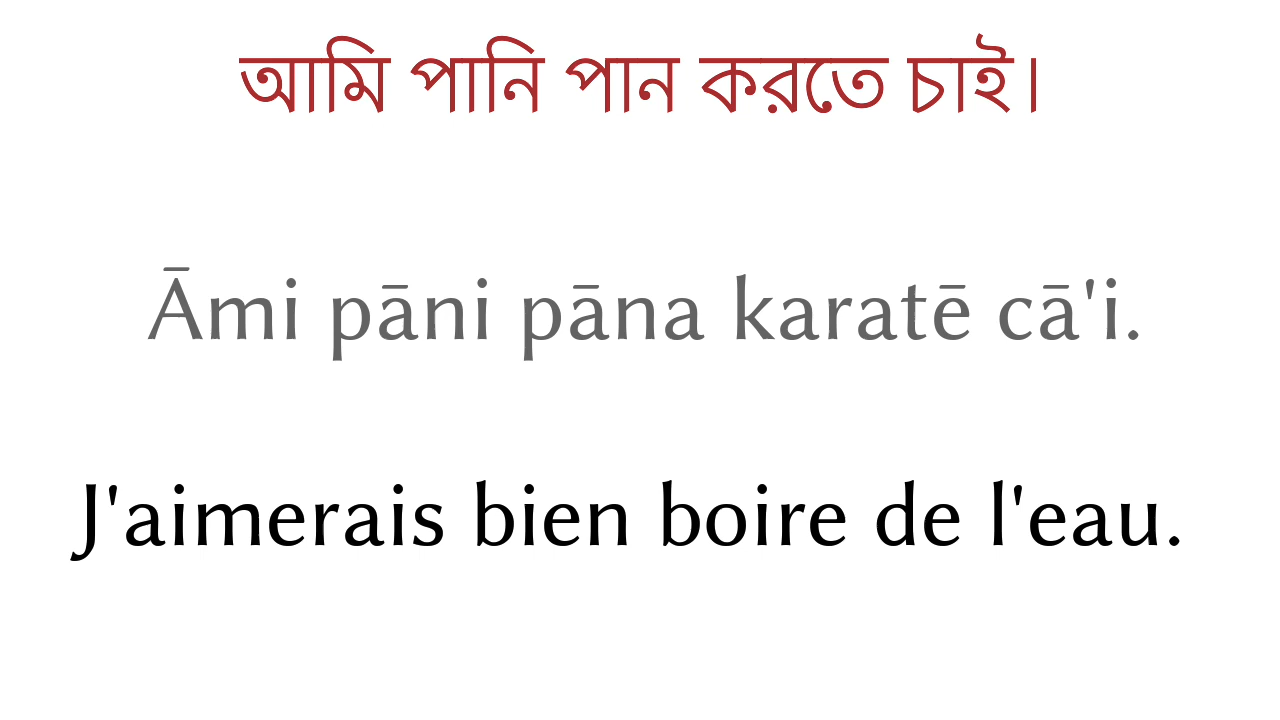 আমি পানি পান করতে চাই।
Āmi pāni pāna karatē cā'i.
J'aimerais bien boire de l'eau.